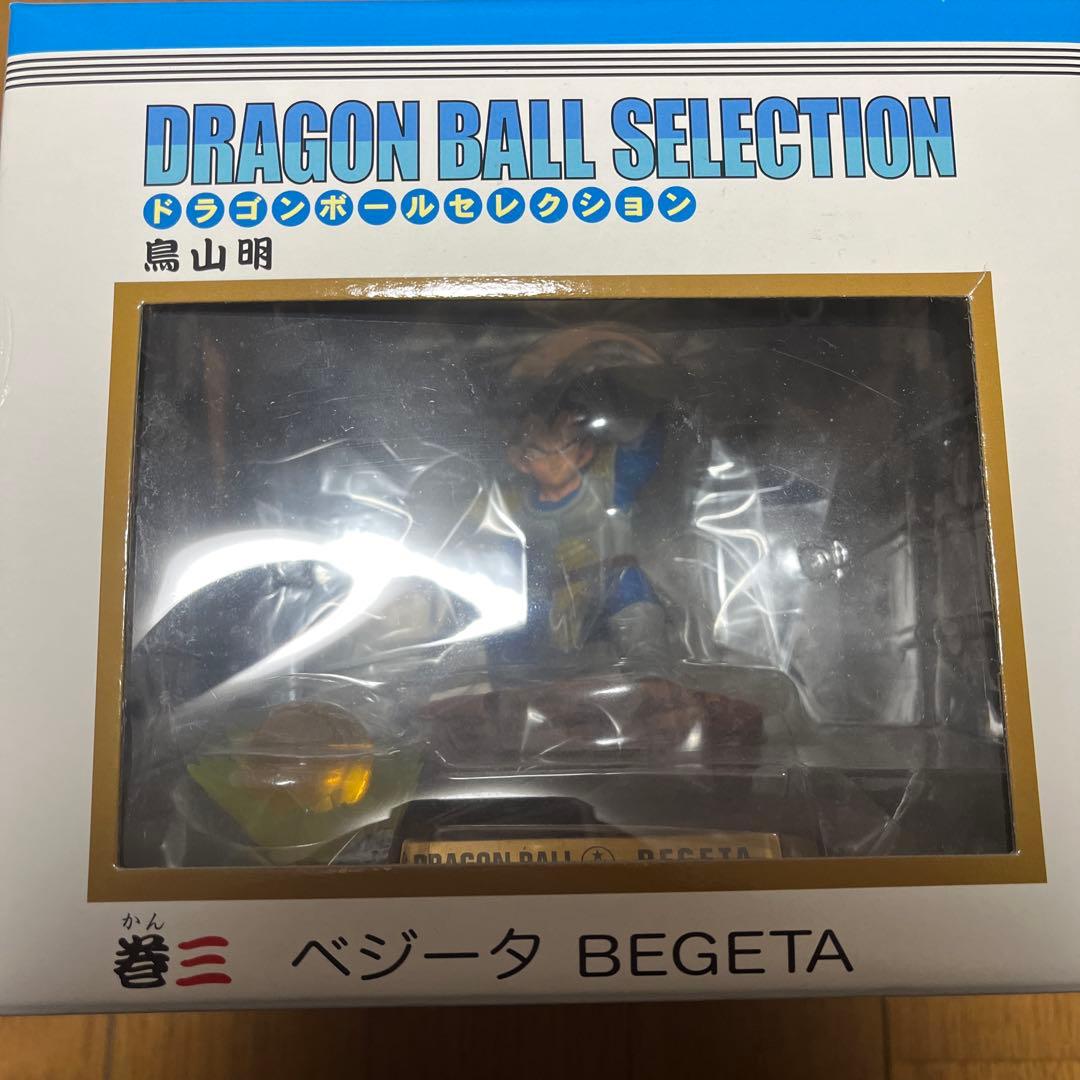 DRAGON BALL SELECTION
ドラゴンボールセレクション
鳥山明
DRAGON BALL BEGETA
かん
巻三 ベジータ BEGETA